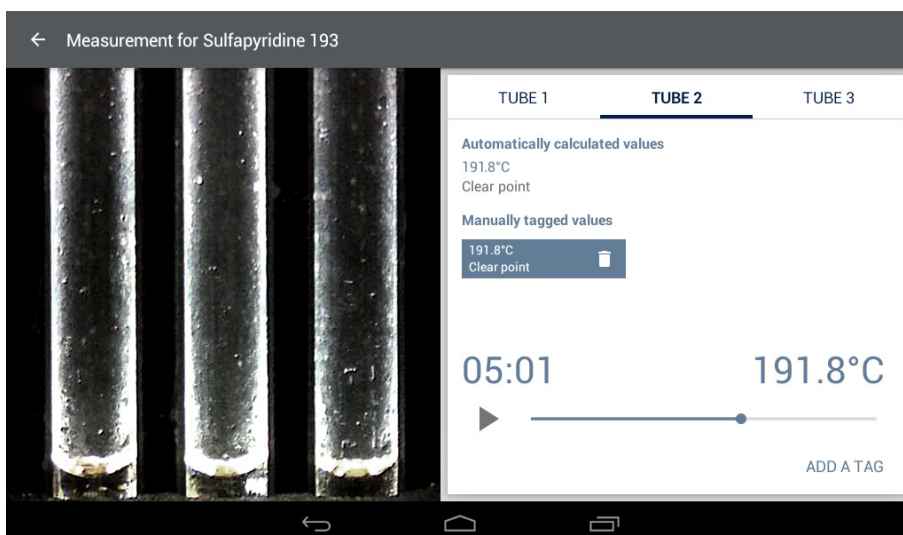 Measurement for Sulfapyridine 193
TUBE 1
TUBE 2
TUBE 3
Automatically calculated values
191.8°C
Clear point
Manually tagged values
191.8°C
Clear point
05:01
191.8°C
ADD A TAG